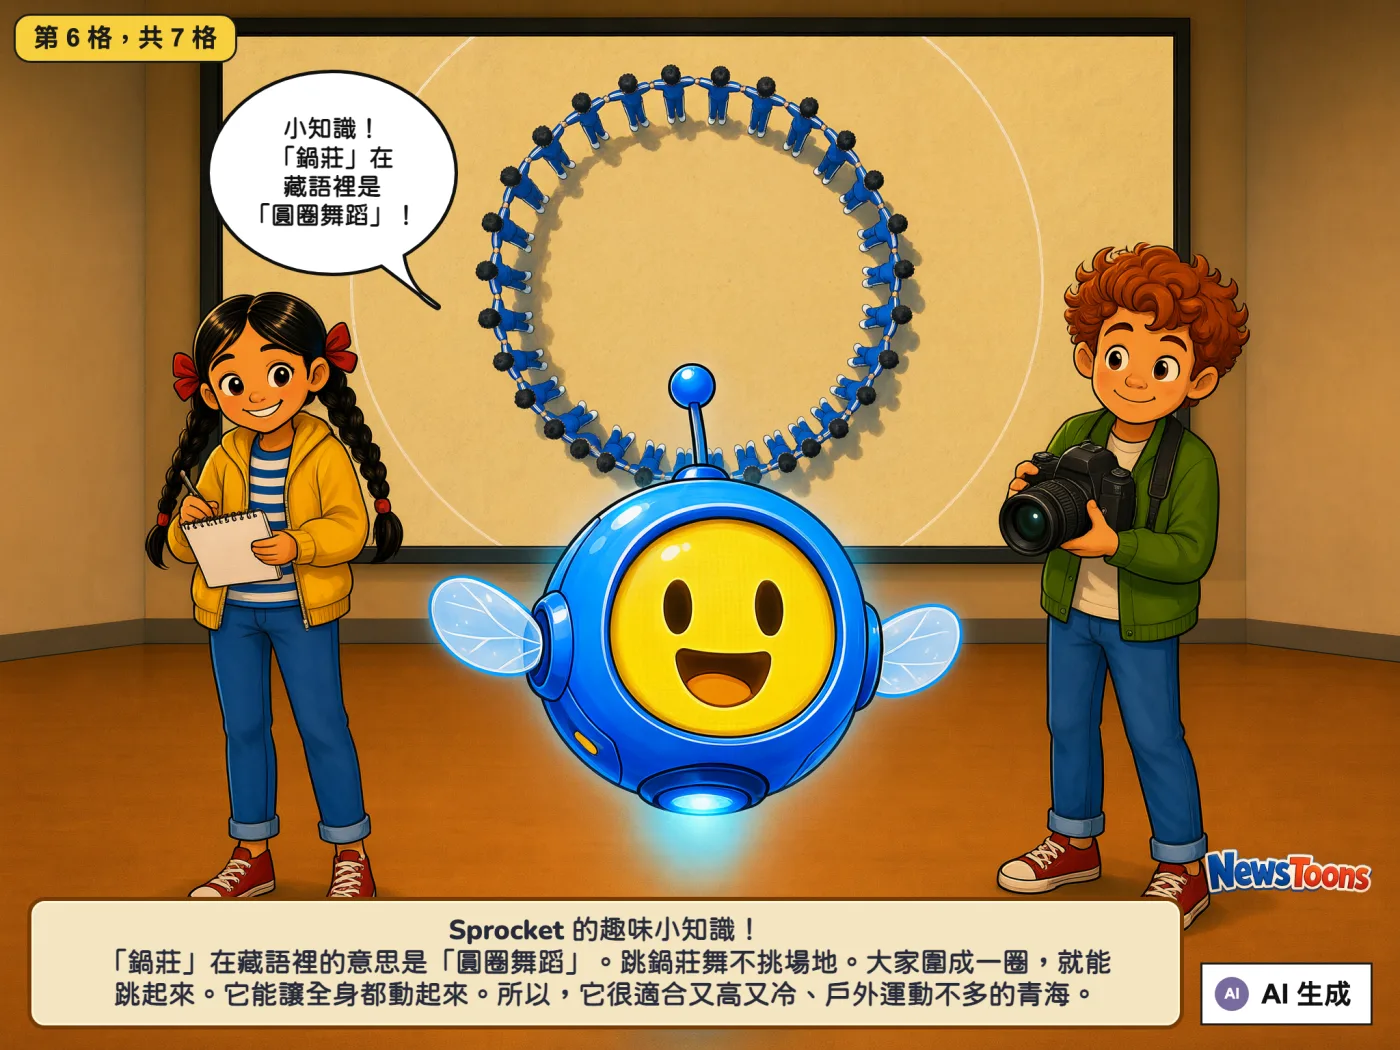 第 6 格，共 7 格
小知識！
「鍋莊」在
藏語裡是
「圓圈舞蹈」！
NewsToons
Sprocket 的趣味小知識！
「鍋莊」在藏語裡的意思是「圓圈舞蹈」。跳鍋莊舞不挑場地。大家圍成一圈，就能
跳起來。它能讓全身都動起來。所以，它很適合又高又冷、戶外運動不多的青海。
AI AI 生成